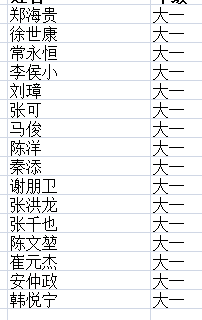 郑海贵 大一
徐世康 大一
常永恒 大一
李侯小 大一
刘璋 大一
张可 大一
马俊 大一
陈洋 大一
秦添 大一
谢朋卫 大一
张洪龙 大一
张千也 大一
陈文堃 大一
崔元杰 大一
安仲政 大一
韩悦宁 大一